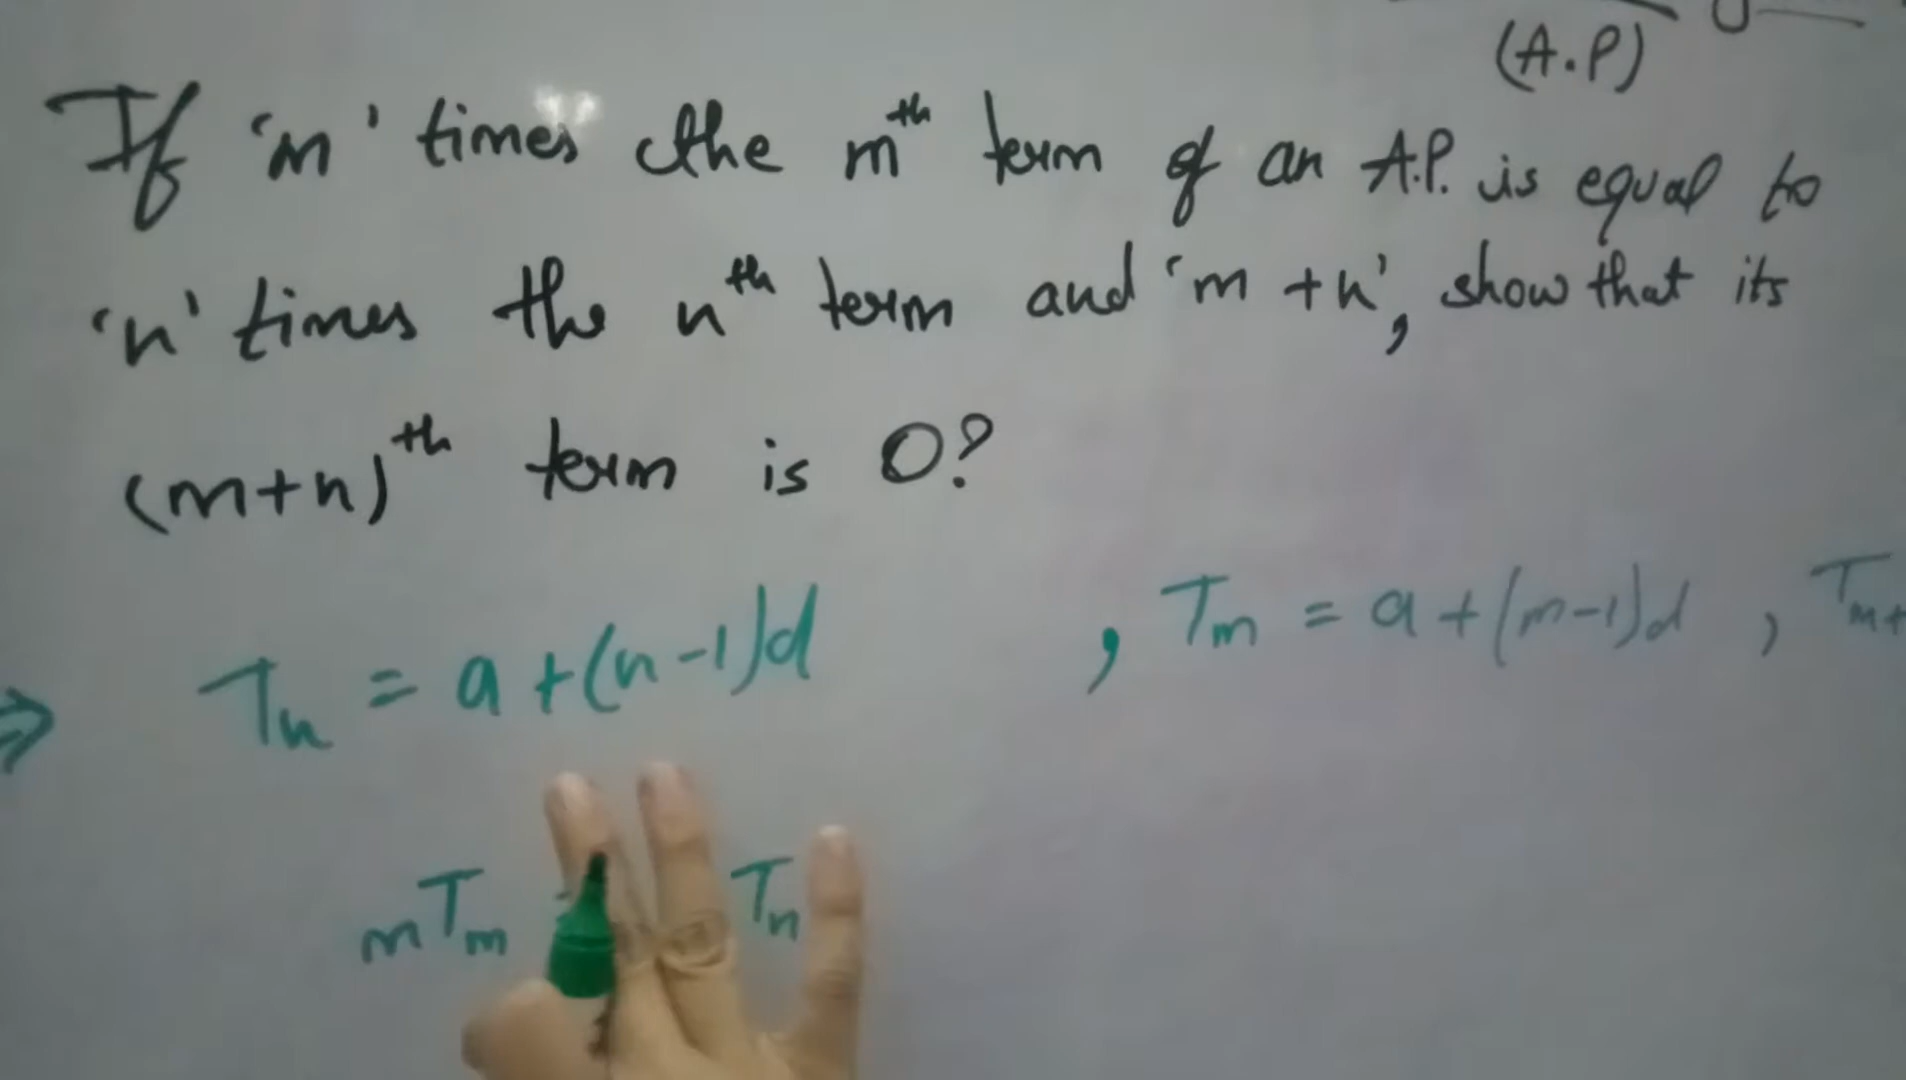 (A.P)
If 'm' times the mᵗʰ term of an A.P. is equal to
'n' times the nᵗʰ term and 'm +n', show that its
(m+n)ᵗʰ term is 0?
⇒ Tn = a +(n-1)d , Tm = a+(m-1)d , Tm+
mTm Tn